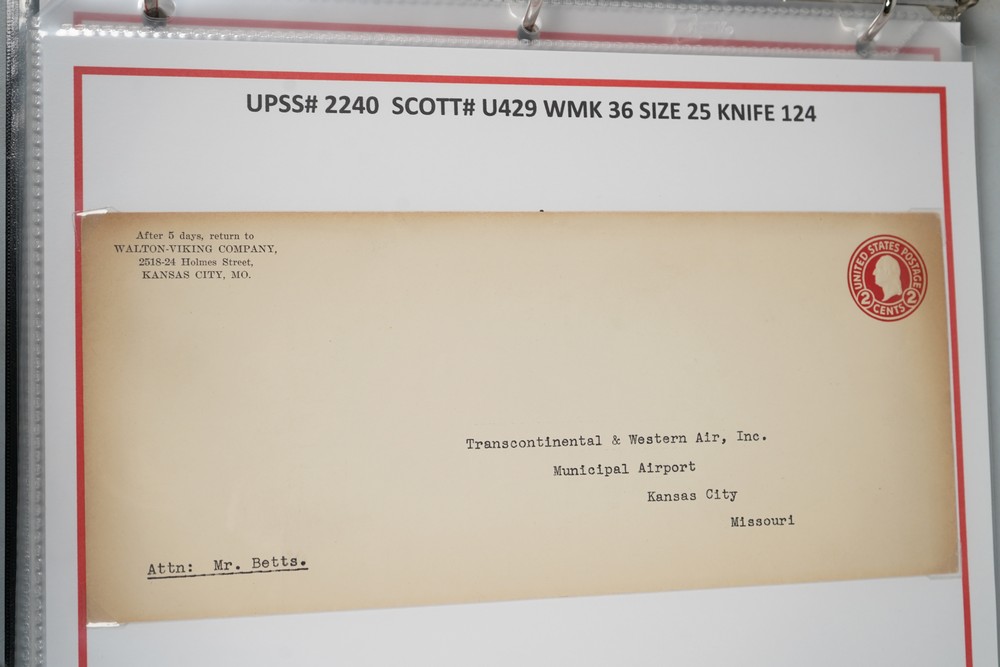 UPSS# 2240 SCOTT# U429 WMK 36 SIZE 25 KNIFE 124
After 5 days, return to
WALTON-VIKING COMPANY,
2518-24 Holmes Street,
KANSAS CITY, MO.
UNITED STATES POSTAGE
2 2
CENTS
Transcontinental & Western Air, Inc.
Municipal Airport
Kansas City
Missouri
Attn: Mr. Betts.